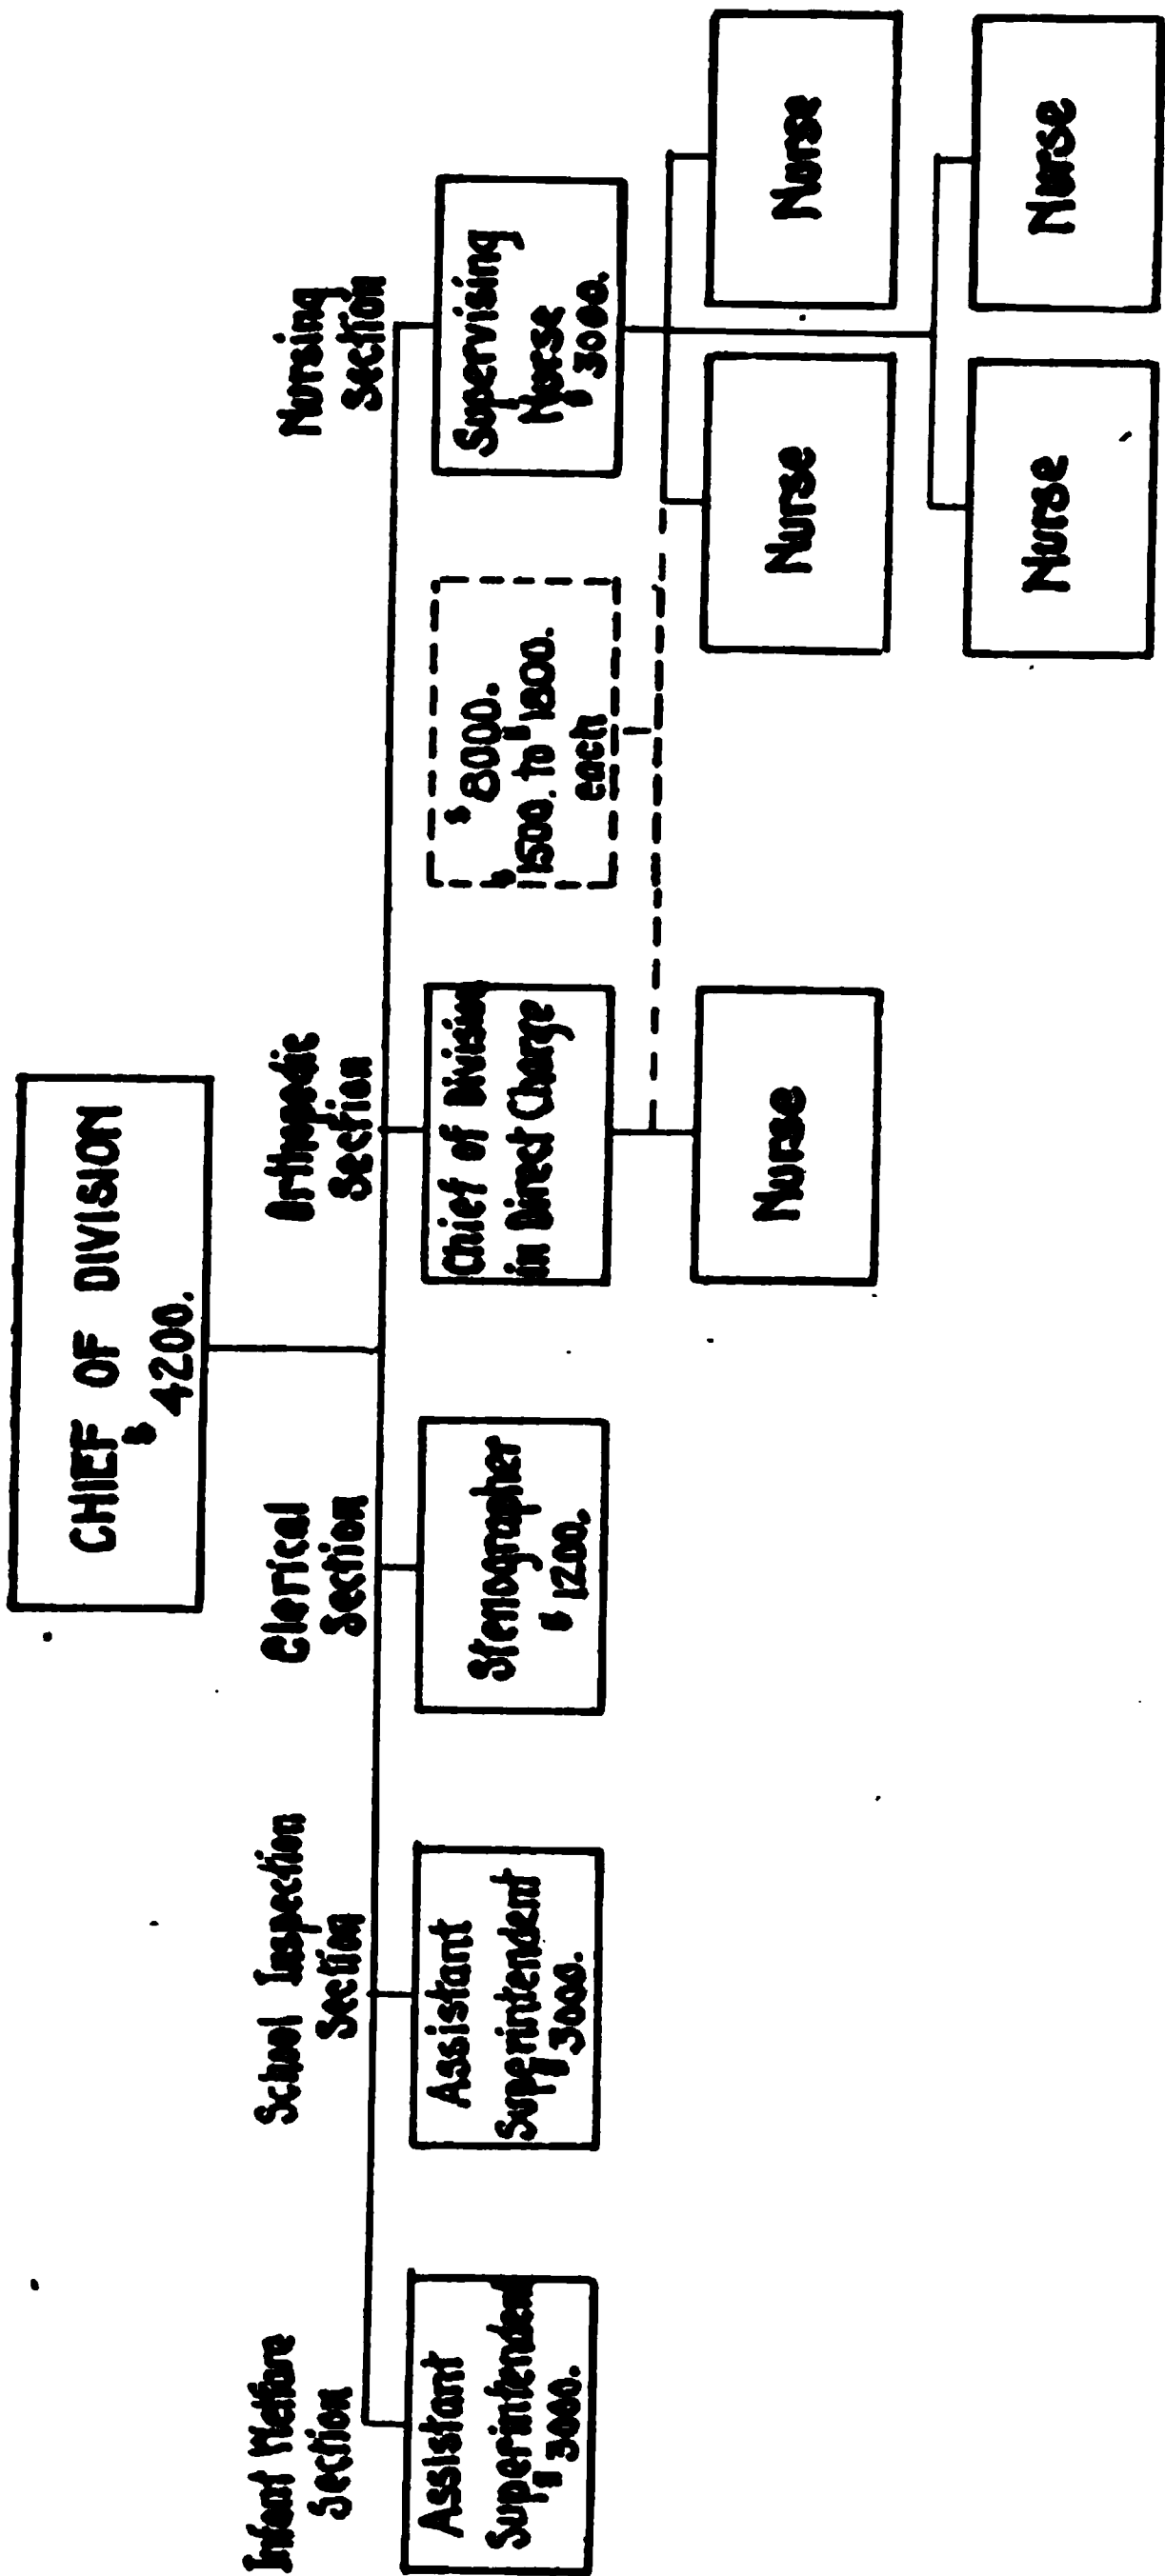 CHIEF OF DIVISION
$4200.
Infant Welfare
Section
School Inspection
Section
Clerical
Section
Orthopedic
Section
Nursing
Section
Assistant
Superintendent
$3000.
Assistant
Superintendent
$3000.
Stenographer
$1200.
Chief of Division
in Direct Charge
$8000.
$1500. to $1800.
each
Supervising
Nurse
$3000.
Nurse
Nurse
Nurse
Nurse
Nurse